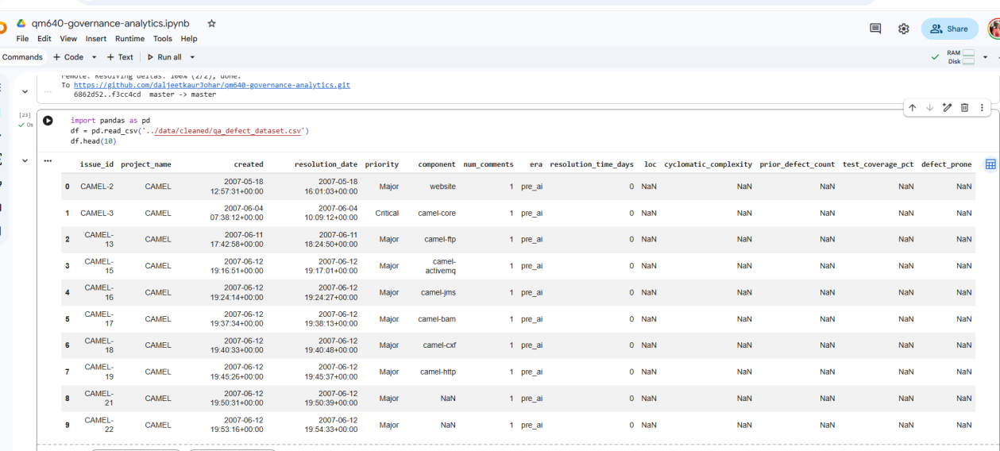 qm640-governance-analytics.ipynb
File Edit View Insert Runtime Tools Help
Share
Commands + Code + Text Run all
RAM
Disk
remote: Resolving deltas: 100% (2/2), done.
To https://github.com/daljeetkaurJohar/qm640-governance-analytics.git
6862d52..f3cc4cd master -> master
[23]
0s
import pandas as pd
df = pd.read_csv('../data/cleaned/qa_defect_dataset.csv')
df.head(10)
issue_id project_name created resolution_date priority component num_comments era resolution_time_days loc cyclomatic_complexity prior_defect_count test_coverage_pct defect_prone
0 CAMEL-2 CAMEL 2007-05-18 12:57:31+00:00 2007-05-18 16:01:03+00:00 Major website 1 pre_ai 0 NaN NaN NaN NaN NaN
1 CAMEL-3 CAMEL 2007-06-04 07:38:12+00:00 2007-06-04 10:09:12+00:00 Critical camel-core 1 pre_ai 0 NaN NaN NaN NaN NaN
2 CAMEL-13 CAMEL 2007-06-11 17:42:58+00:00 2007-06-11 18:24:50+00:00 Major camel-ftp 1 pre_ai 0 NaN NaN NaN NaN NaN
3 CAMEL-15 CAMEL 2007-06-12 19:16:51+00:00 2007-06-12 19:17:01+00:00 Major camel-activemq 1 pre_ai 0 NaN NaN NaN NaN NaN
4 CAMEL-16 CAMEL 2007-06-12 19:24:14+00:00 2007-06-12 19:24:27+00:00 Major camel-jms 1 pre_ai 0 NaN NaN NaN NaN NaN
5 CAMEL-17 CAMEL 2007-06-12 19:37:34+00:00 2007-06-12 19:38:13+00:00 Major camel-bam 1 pre_ai 0 NaN NaN NaN NaN NaN
6 CAMEL-18 CAMEL 2007-06-12 19:40:33+00:00 2007-06-12 19:40:48+00:00 Major camel-cxf 1 pre_ai 0 NaN NaN NaN NaN NaN
7 CAMEL-19 CAMEL 2007-06-12 19:45:26+00:00 2007-06-12 19:45:37+00:00 Major camel-http 1 pre_ai 0 NaN NaN NaN NaN NaN
8 CAMEL-21 CAMEL 2007-06-12 19:50:31+00:00 2007-06-12 19:50:39+00:00 Major NaN 1 pre_ai 0 NaN NaN NaN NaN NaN
9 CAMEL-22 CAMEL 2007-06-12 19:53:16+00:00 2007-06-12 19:54:33+00:00 Major NaN 1 pre_ai 0 NaN NaN NaN NaN NaN